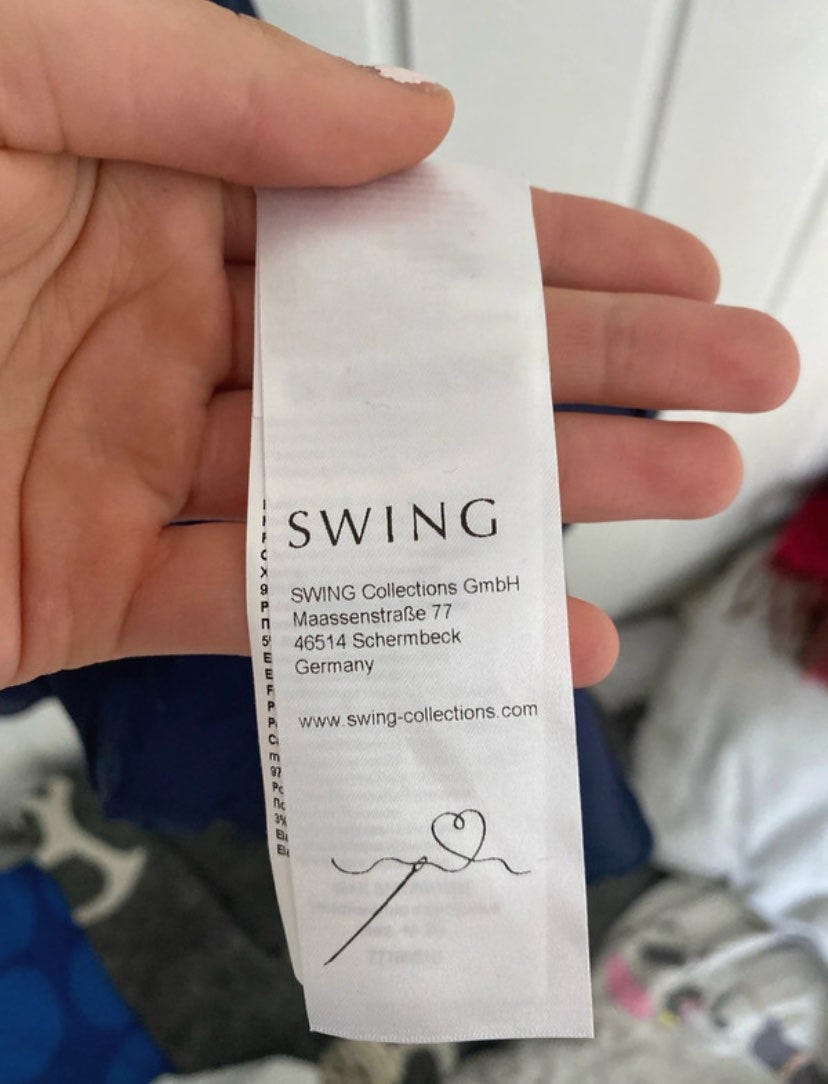 SWING
SWING Collections GmbH
Maassenstraße 77
46514 Schermbeck
Germany
www.swing-collections.com